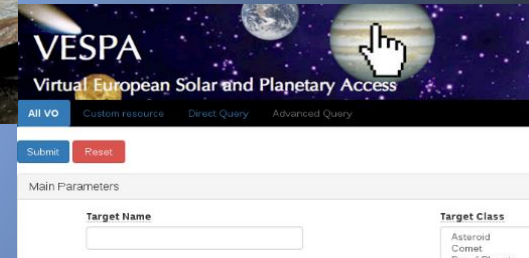 VESPA
Virtual European Solar and Planetary Access
All VO Custom resource Direct Query Advanced Query
Submit Reset
Main Parameters
Target Name Target Class
Asteroid
Comet